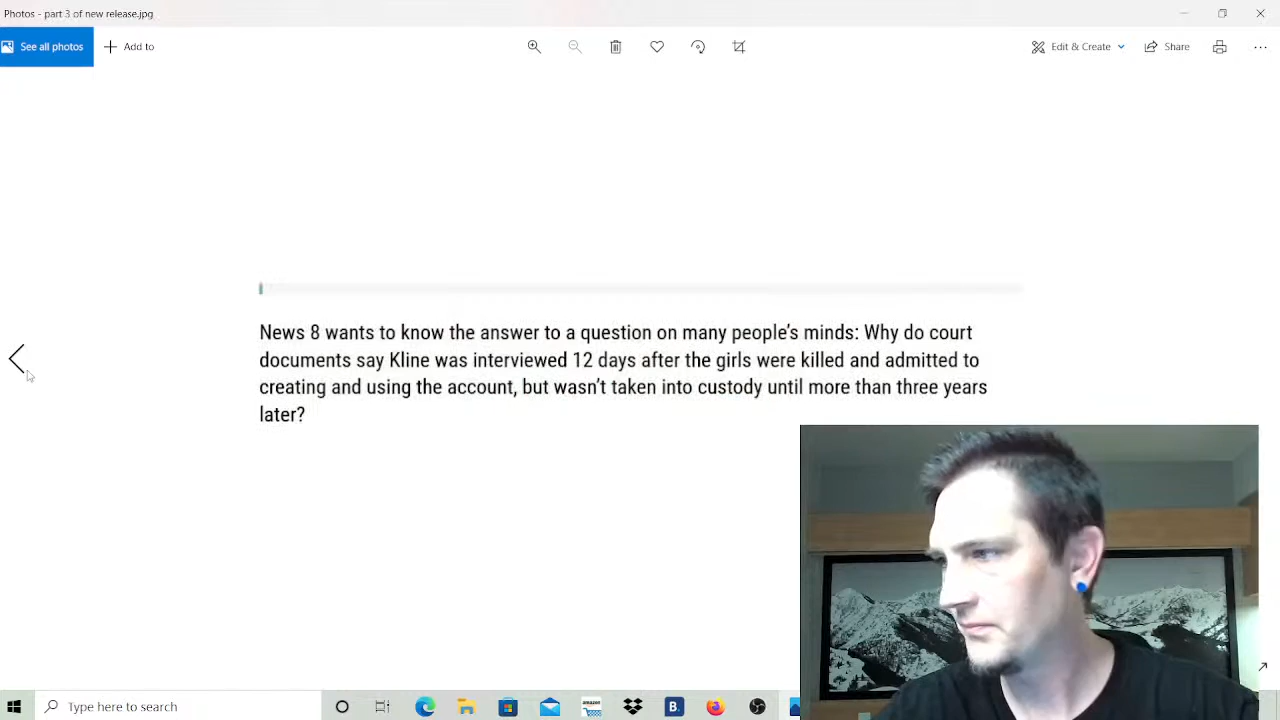 Photos - part 3 of new release.jpg
See all photos
Add to
Edit & Create
Share
News 8 wants to know the answer to a question on many people's minds: Why do court
documents say Kline was interviewed 12 days after the girls were killed and admitted to
creating and using the account, but wasn't taken into custody until more than three years
later?
Type here to search
amazon
B.